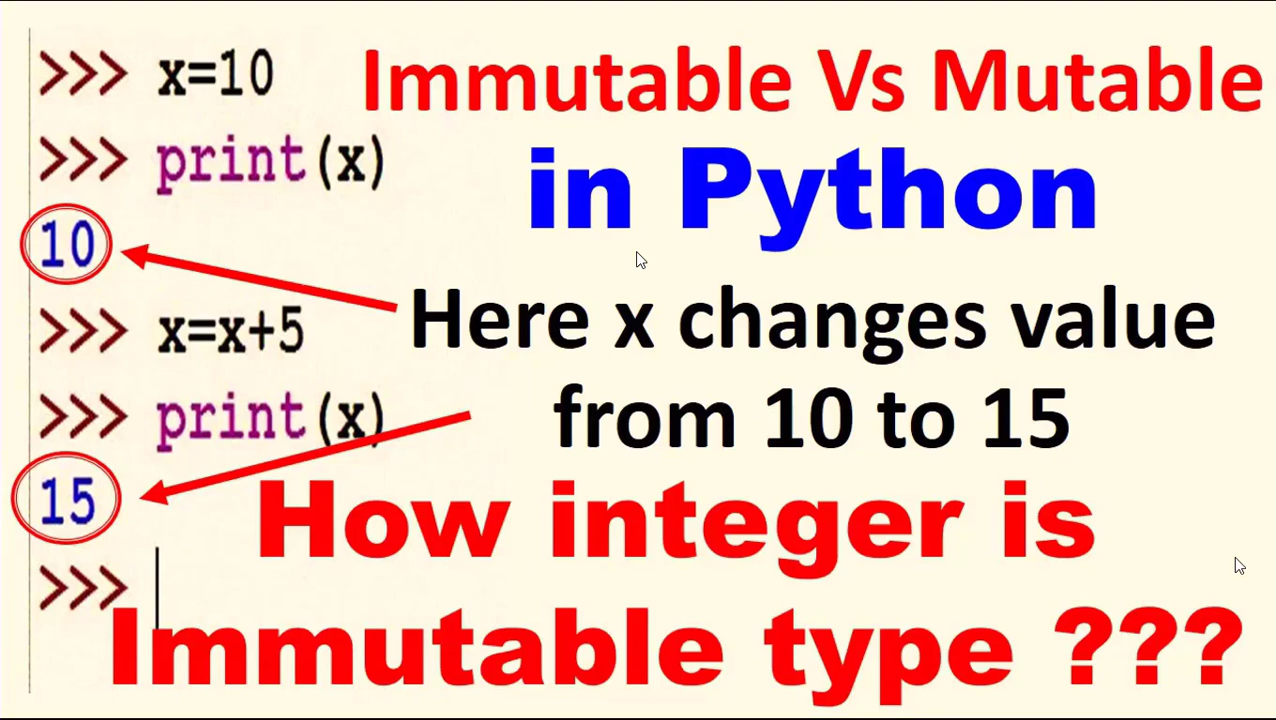 >>> x=10
>>> print(x)
10
>>> x=x+5
>>> print(x)
15
>>>
Immutable Vs Mutable
in Python
Here x changes value
from 10 to 15
How integer is
Immutable type ???